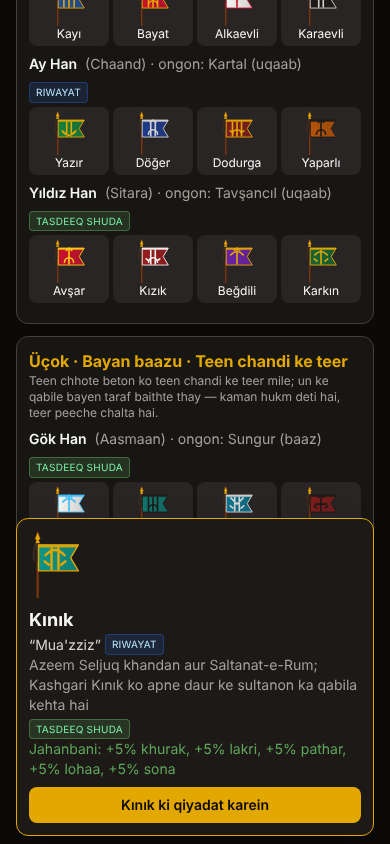 Kayı Bayat Alkaevli Karaevli
Ay Han (Chaand) · ongon: Kartal (uqaab)
RIWAYAT
Yazır Döğer Dodurga Yaparlı
Yıldız Han (Sitara) · ongon: Tavşancıl (uqaab)
TASDEEQ SHUDA
Avşar Kızık Beğdili Karkın
Üçok · Bayan baazu · Teen chandi ke teer
Teen chhote beton ko teen chandi ke teer mile; un ke
qabile bayen taraf baithte thay — kaman hukm deti hai,
teer peeche chalta hai.
Gök Han (Aasmaan) · ongon: Sungur (baaz)
TASDEEQ SHUDA
Kınık
“Mua'zziz” RIWAYAT
Azeem Seljuq khandan aur Saltanat-e-Rum;
Kashgari Kınık ko apne daur ke sultanon ka qabila
kehta hai
TASDEEQ SHUDA
Jahanbani: +5% khurak, +5% lakri, +5% pathar,
+5% lohaa, +5% sona
Kınık ki qiyadat karein